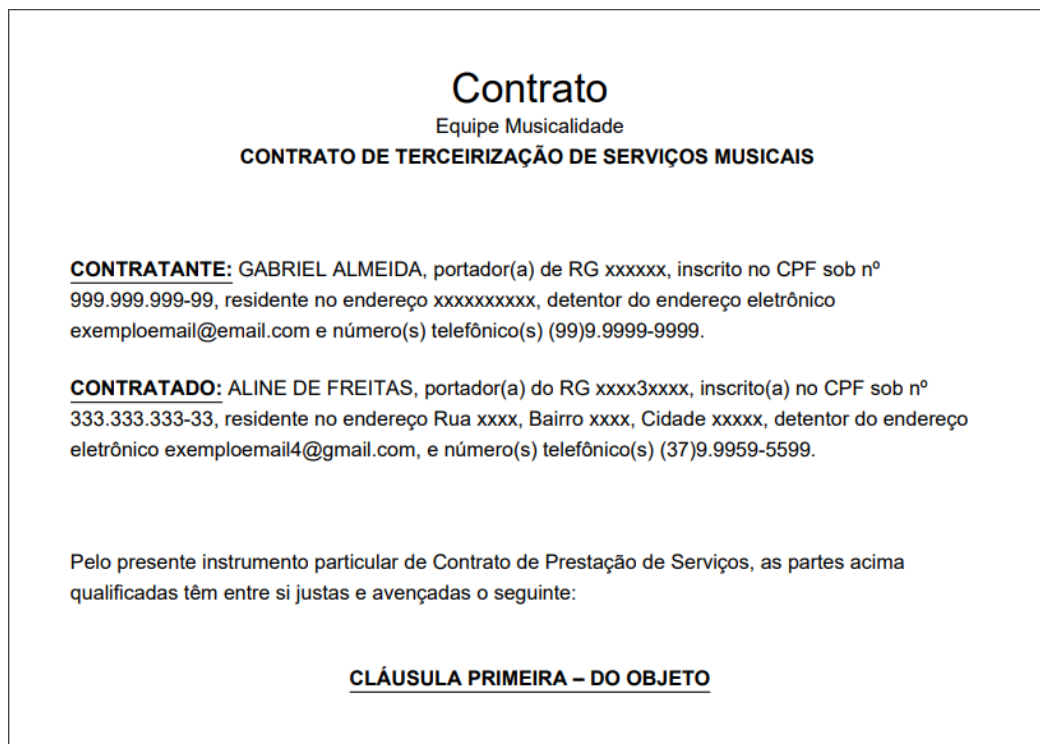 Contrato
Equipe Musicalidade
CONTRATO DE TERCEIRIZAÇÃO DE SERVIÇOS MUSICAIS
CONTRATANTE: GABRIEL ALMEIDA, portador(a) de RG xxxxxx, inscrito no CPF sob nº
999.999.999-99, residente no endereço xxxxxxxxxx, detentor do endereço eletrônico
exemploemail@email.com e número(s) telefônico(s) (99)9.9999-9999.
CONTRATADO: ALINE DE FREITAS, portador(a) do RG xxxx3xxxx, inscrito(a) no CPF sob nº
333.333.333-33, residente no endereço Rua xxxx, Bairro xxxx, Cidade xxxxx, detentor do endereço
eletrônico exemploemail4@gmail.com, e número(s) telefônico(s) (37)9.9959-5599.
Pelo presente instrumento particular de Contrato de Prestação de Serviços, as partes acima
qualificadas têm entre si justas e avençadas o seguinte:
CLÁUSULA PRIMEIRA – DO OBJETO